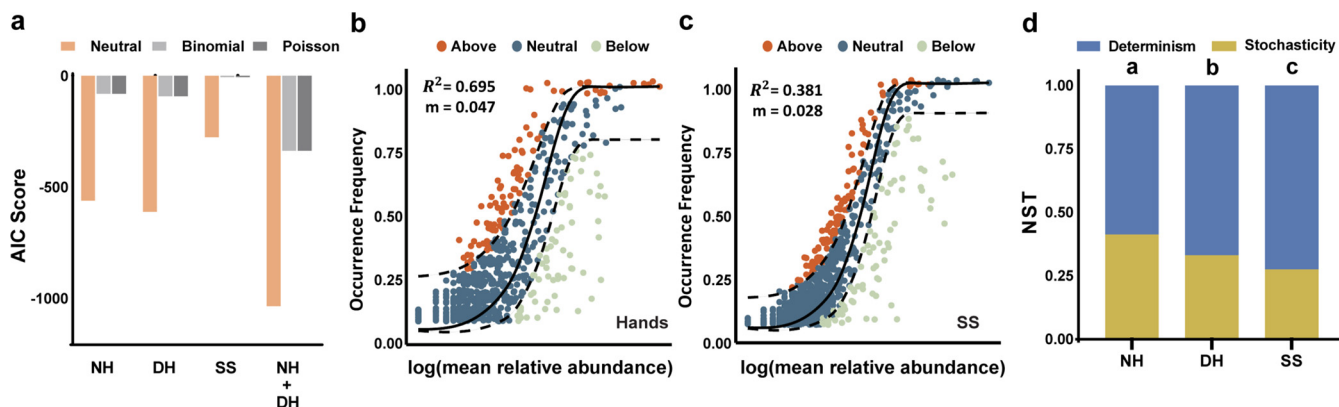 a
Neutral Binomial Poisson
AIC Score
0
-500
-1000
NH DH SS NH
+
DH
b
Above Neutral Below
R² = 0.695
m = 0.047
Occurrence Frequency
1.00
0.75
0.50
0.25
0.00
Hands
log(mean relative abundance)
c
Above Neutral Below
R² = 0.381
m = 0.028
Occurrence Frequency
1.00
0.75
0.50
0.25
0.00
SS
log(mean relative abundance)
d
Determinism Stochasticity
a b c
NST
1.00
0.75
0.50
0.25
0.00
NH DH SS